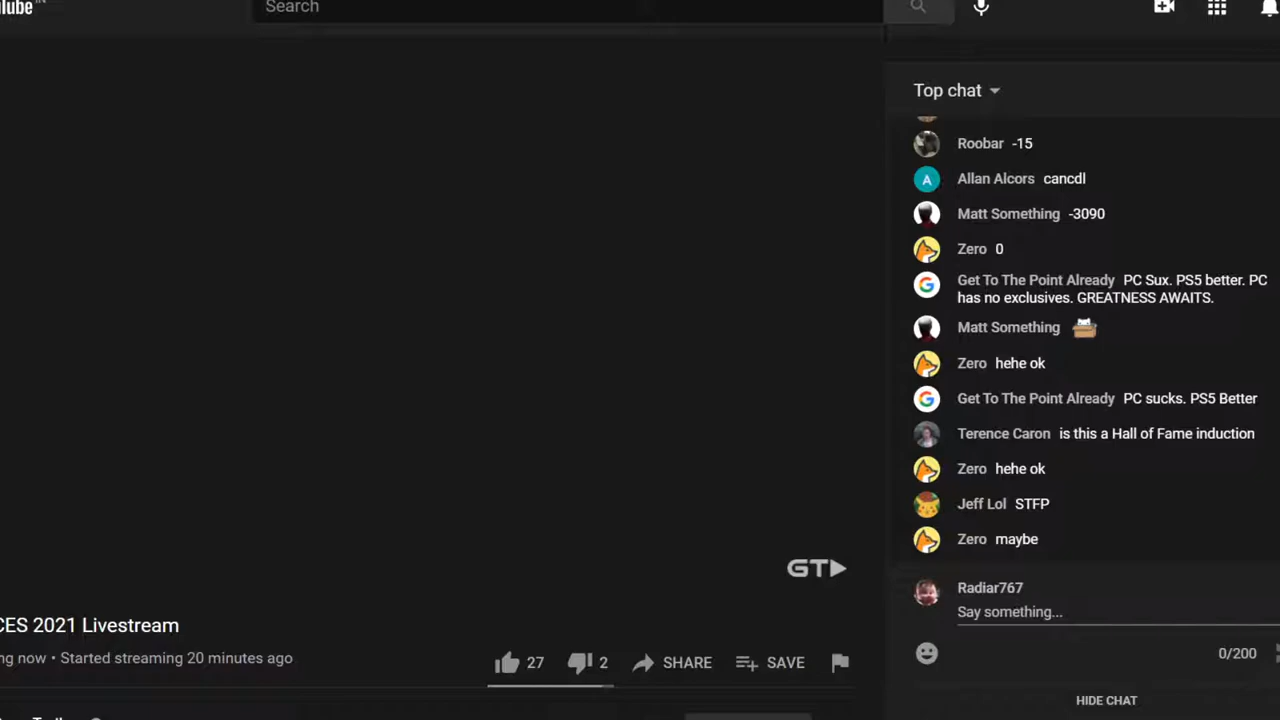 Search
Top chat
Roobar -15
Allan Alcors cancdl
Matt Something -3090
Zero 0
Get To The Point Already PC Sux. PS5 better. PC
has no exclusives. GREATNESS AWAITS.
Matt Something
Zero hehe ok
Get To The Point Already PC sucks. PS5 Better
Terence Caron is this a Hall of Fame induction
Zero hehe ok
Jeff Lol STFP
Zero maybe
GT
Radiar767
Say something...
CES 2021 Livestream
ng now • Started streaming 20 minutes ago
27 2 SHARE SAVE
0/200
HIDE CHAT